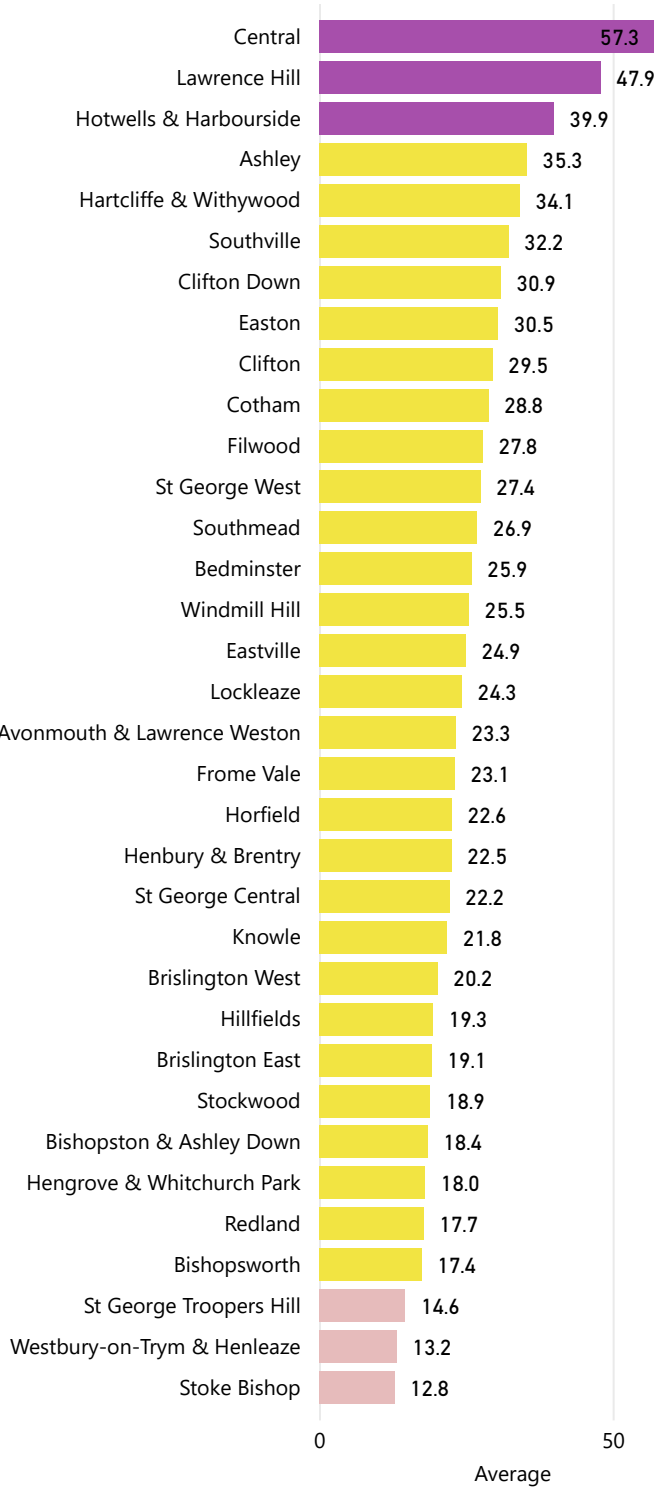 Central 57.3
Lawrence Hill 47.9
Hotwells & Harbourside 39.9
Ashley 35.3
Hartcliffe & Withywood 34.1
Southville 32.2
Clifton Down 30.9
Easton 30.5
Clifton 29.5
Cotham 28.8
Filwood 27.8
St George West 27.4
Southmead 26.9
Bedminster 25.9
Windmill Hill 25.5
Eastville 24.9
Lockleaze 24.3
Avonmouth & Lawrence Weston 23.3
Frome Vale 23.1
Horfield 22.6
Henbury & Brentry 22.5
St George Central 22.2
Knowle 21.8
Brislington West 20.2
Hillfields 19.3
Brislington East 19.1
Stockwood 18.9
Bishopston & Ashley Down 18.4
Hengrove & Whitchurch Park 18.0
Redland 17.7
Bishopsworth 17.4
St George Troopers Hill 14.6
Westbury-on-Trym & Henleaze 13.2
Stoke Bishop 12.8
0 50
Average